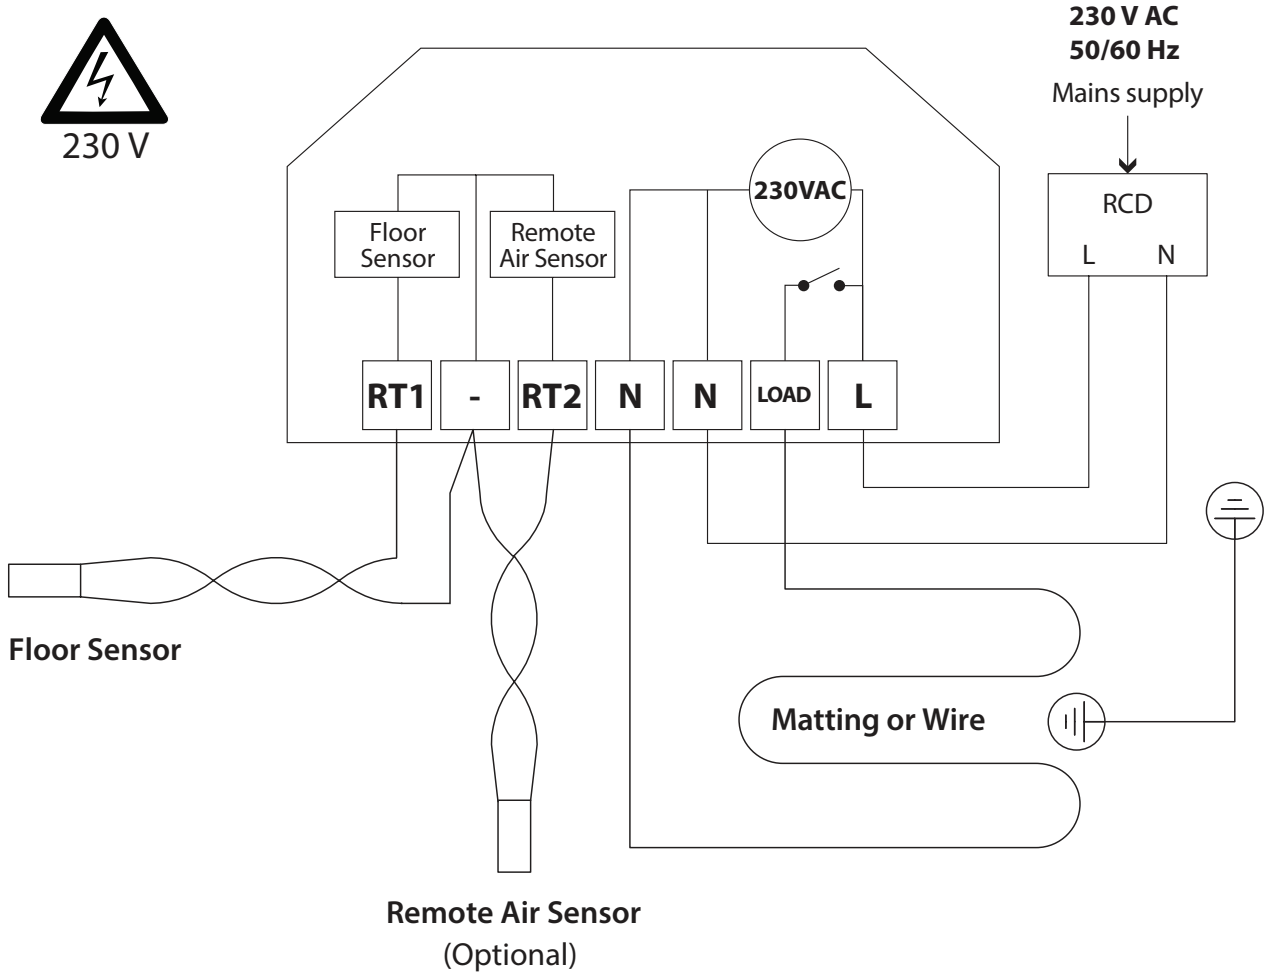 230 V AC
50/60 Hz
Mains supply
230 V
230VAC
RCD
L N
Floor
Sensor
Remote
Air Sensor
RT1 - RT2 N N LOAD L
Floor Sensor
Matting or Wire
Remote Air Sensor
(Optional)